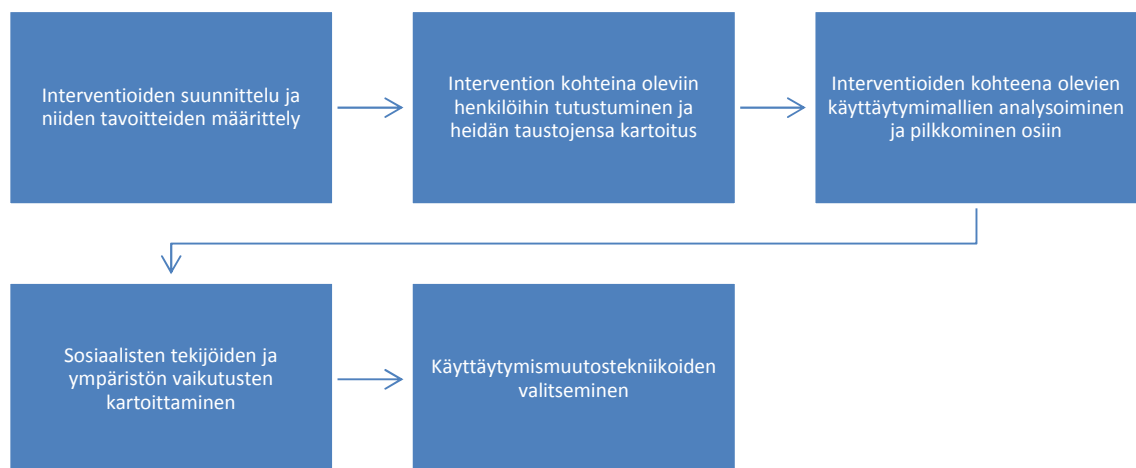 Interventioiden suunnittelu ja
niiden tavoitteiden määrittely
Intervention kohteina oleviin
henkilöihin tutustuminen ja
heidän taustojensa kartoitus
Interventioiden kohteena olevien
käyttäytymimallien analysoiminen
ja pilkkominen osiin
Sosiaalisten tekijöiden ja
ympäristön vaikutusten
kartoittaminen
Käyttäytymismuutostekniikoiden
valitseminen